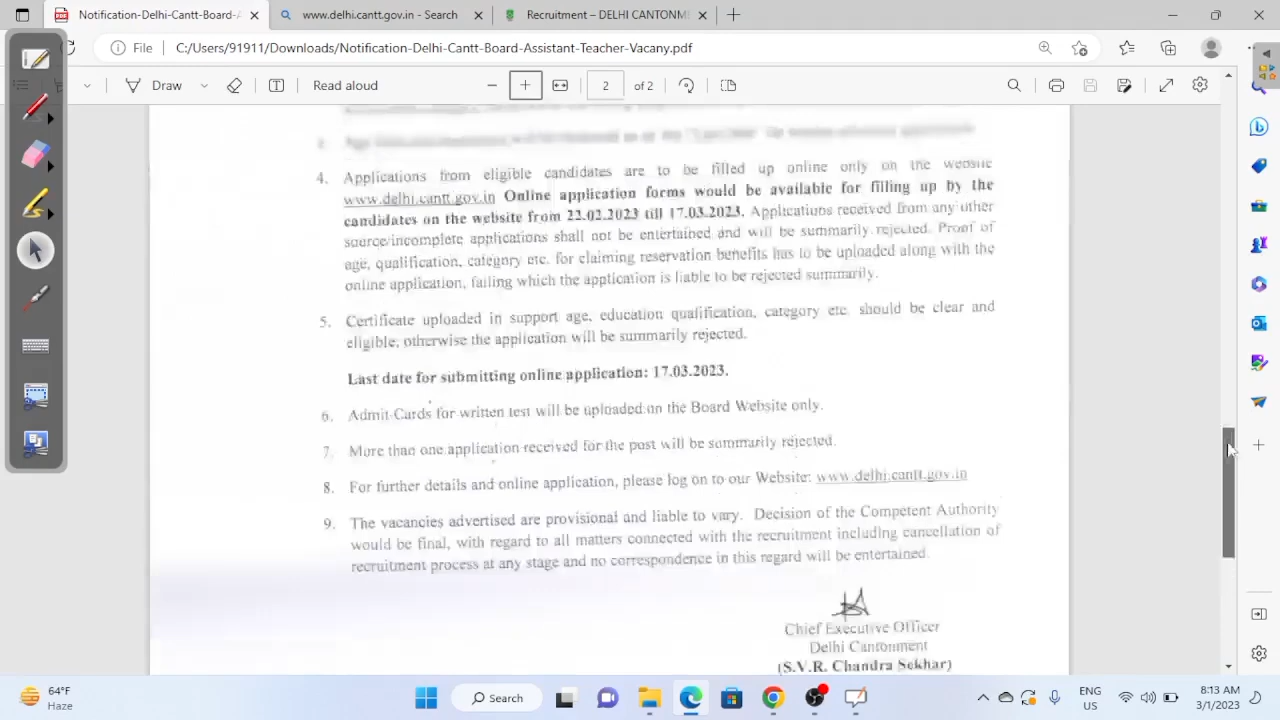 Notification-Delhi-Cantt-Board-A
www.delhi.cantt.gov.in - Search
Recruitment – DELHI CANTONME
File
C:/Users/91911/Downloads/Notification-Delhi-Cantt-Board-Assistant-Teacher-Vacany.pdf
Draw
Read aloud
2
of 2
4. Applications from eligible candidates are to be filled up online only on the website
www.delhi.cantt.gov.in Online application forms would be available for filling up by the
candidates on the website from 22.02.2023 till 17.03.2023. Applications received from any other
source/incomplete applications shall not be entertained and will be summarily rejected. Proof of
age, qualification, category etc. for claiming reservation benefits has to be uploaded along with the
online application, failing which the application is liable to be rejected summarily.
5. Certificate uploaded in support age, education qualification, category etc. should be clear and
eligible, otherwise the application will be summarily rejected.
Last date for submitting online application: 17.03.2023.
6. Admit Cards for written test will be uploaded on the Board Website only.
7. More than one application received for the post will be summarily rejected.
8. For further details and online application, please log on to our Website: www.delhi.cantt.gov.in
9. The vacancies advertised are provisional and liable to vary. Decision of the Competent Authority
would be final, with regard to all matters connected with the recruitment including cancellation of
recruitment process at any stage and no correspondence in this regard will be entertained.
Chief Executive Officer
Delhi Cantonment
(S.V.R. Chandra Sekhar)
64°F
Haze
Search
ENG
US
8:13 AM
3/1/2023